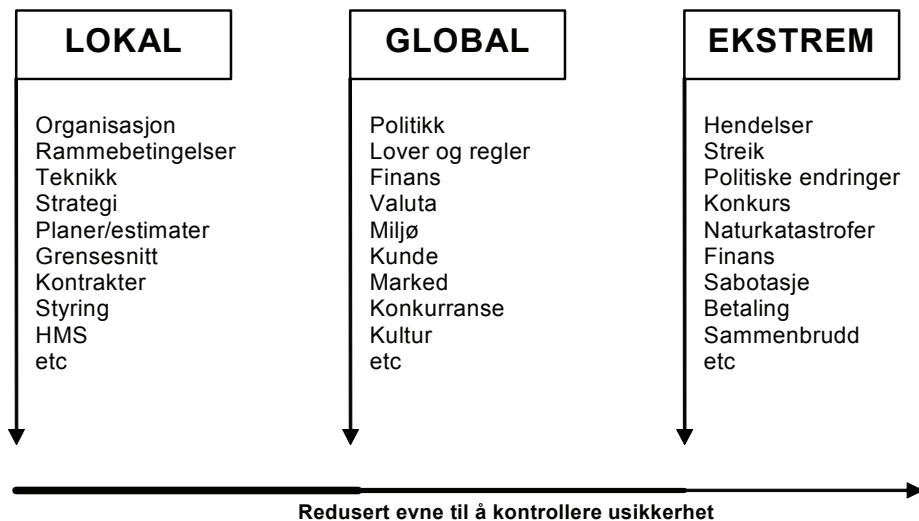 LOKAL
Organisasjon
Rammebetingelser
Teknikk
Strategi
Planer/estimater
Grensesnitt
Kontrakter
Styring
HMS
etc
GLOBAL
Politikk
Lover og regler
Finans
Valuta
Miljø
Kunde
Marked
Konkurranse
Kultur
etc
EKSTREM
Hendelser
Streik
Politiske endringer
Konkurs
Naturkatastrofer
Finans
Sabotasje
Betaling
Sammenbrudd
etc
Redusert evne til å kontrollere usikkerhet